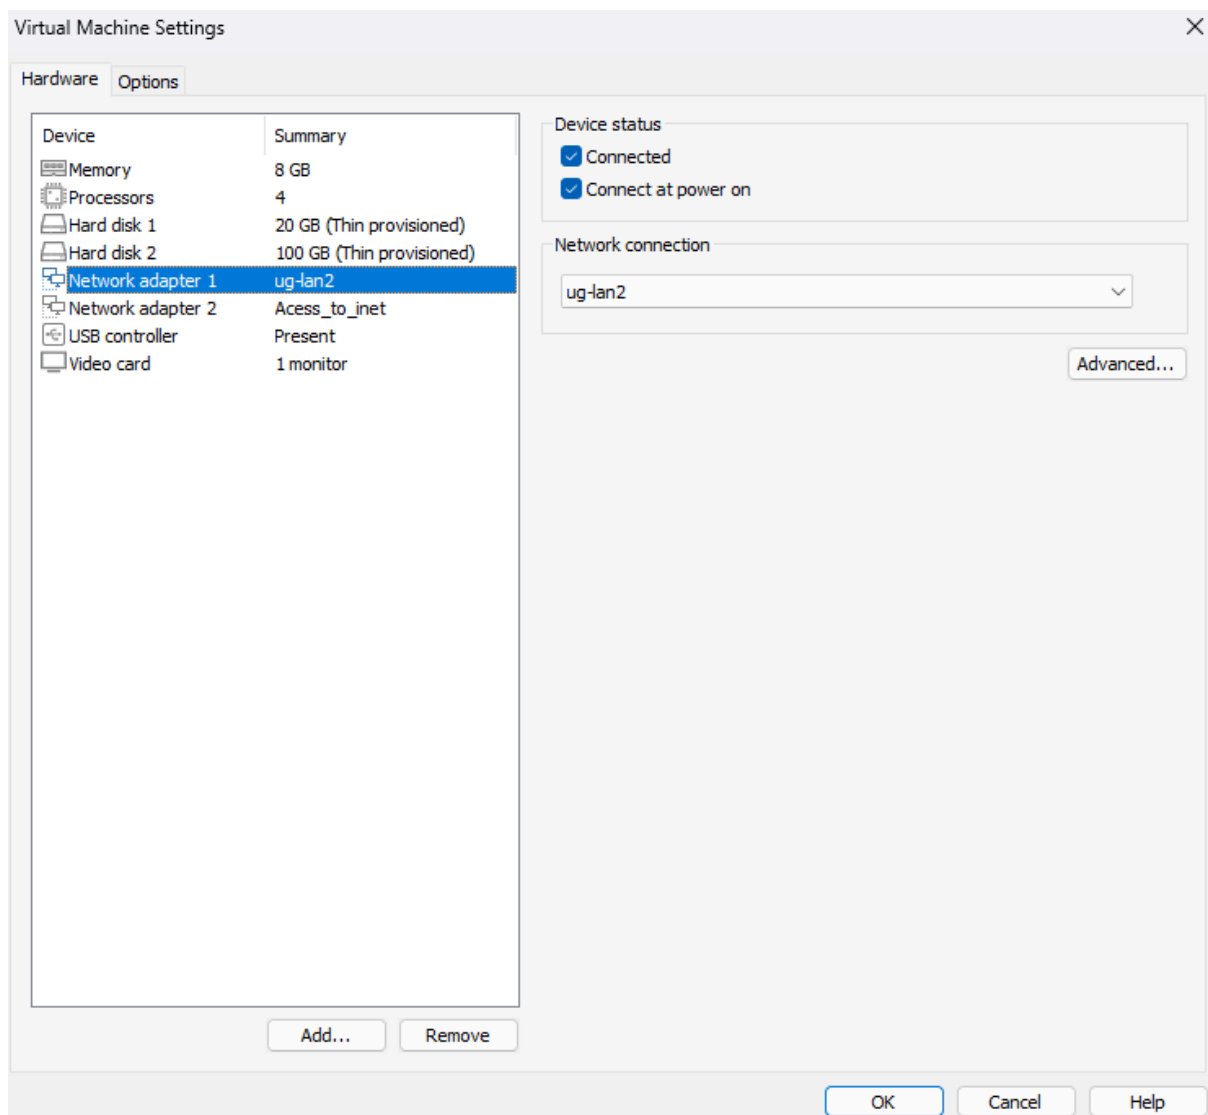 Virtual Machine Settings
Hardware Options
Device Summary
Memory 8 GB
Processors 4
Hard disk 1 20 GB (Thin provisioned)
Hard disk 2 100 GB (Thin provisioned)
Network adapter 1 ug-lan2
Network adapter 2 Acess_to_inet
USB controller Present
Video card 1 monitor
Add... Remove
Device status
Connected
Connect at power on
Network connection
ug-lan2
Advanced...
OK Cancel Help